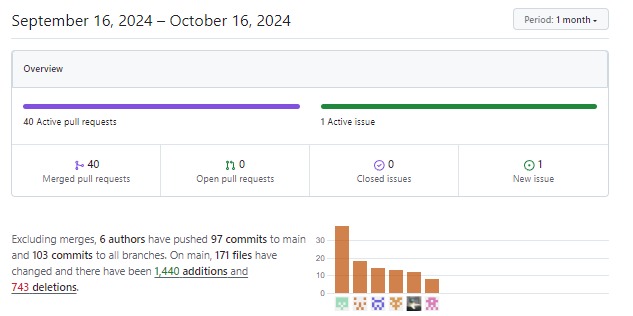 September 16, 2024 – October 16, 2024
Period: 1 month
Overview
40 Active pull requests
1 Active issue
40
Merged pull requests
0
Open pull requests
0
Closed issues
1
New issue
Excluding merges, 6 authors have pushed 97 commits to main
and 103 commits to all branches. On main, 171 files have
changed and there have been 1,440 additions and
743 deletions.
30
20
10
0